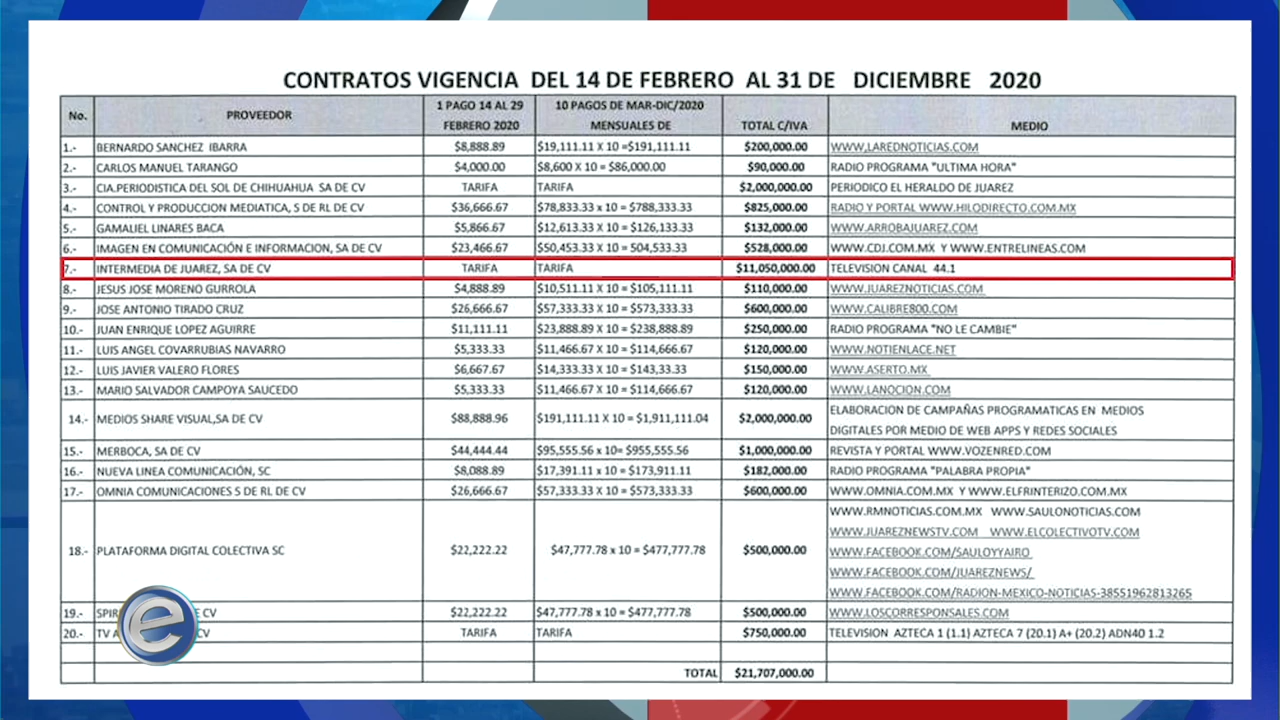 CONTRATOS VIGENCIA DEL 14 DE FEBRERO AL 31 DE DICIEMBRE 2020
No. PROVEEDOR 1 PAGO 14 AL 29 FEBRERO 2020 10 PAGOS DE MAR-DIC/2020 MENSUALES DE TOTAL C/IVA MEDIO
1.- BERNARDO SANCHEZ IBARRA $8,888.89 $19,111.11 X 10 =$191,111.11 $200,000.00 WWW.LAREDNOTICIAS.COM
2.- CARLOS MANUEL TARANGO $4,000.00 $8,600 X 10 = $86,000.00 $90,000.00 RADIO PROGRAMA "ULTIMA HORA"
3.- CIA.PERIODISTICA DEL SOL DE CHIHUAHUA SA DE CV TARIFA TARIFA $2,000,000.00 PERIODICO EL HERALDO DE JUAREZ
4.- CONTROL Y PRODUCCION MEDIATICA, S DE RL DE CV $36,666.67 $78,833.33 x 10 = $788,333.33 $825,000.00 RADIO Y PORTAL WWW.HILODIRECTO.COM.MX
5.- GAMALIEL LINARES BACA $5,866.67 $12,613.33 X 10 = $126,133.33 $132,000.00 WWW.ARROBAJUAREZ.COM
6.- IMAGEN EN COMUNICACIÓN E INFORMACION, SA DE CV $23,466.67 $50,453.33 X 10 = 504,533.33 $528,000.00 WWW.CDJ.COM.MX Y WWW.ENTRELINEAS.COM
7.- INTERMEDIA DE JUAREZ, SA DE CV TARIFA TARIFA $11,050,000.00 TELEVISION CANAL 44.1
8.- JESUS JOSE MORENO GURROLA $4,888.89 $10,511.11 X 10 = $105,111.11 $110,000.00 WWW.JUAREZNOTICIAS.COM
9.- JOSE ANTONIO TIRADO CRUZ $26,666.67 $57,333.33 X 10 = $573,333.33 $600,000.00 WWW.CALIBRE800.COM
10.- JUAN ENRIQUE LOPEZ AGUIRRE $11,111.11 $23,888.89 X 10 = $238,888.89 $250,000.00 RADIO PROGRAMA "NO LE CAMBIE"
11.- LUIS ANGEL COVARRUBIAS NAVARRO $5,333.33 $11,466.67 X 10 = $114,666.67 $120,000.00 WWW.NOTIENLACE.NET
12.- LUIS JAVIER VALERO FLORES $6,667.67 $14,333.33 X 10 = $143,33.33 $150,000.00 WWW.ASERTO.MX
13.- MARIO SALVADOR CAMPOYA SAUCEDO $5,333.33 $11,466.67 X 10 = $114,666.67 $120,000.00 WWW.LANOCION.COM
14.- MEDIOS SHARE VISUAL,SA DE CV $88,888.96 $191,111.11 X 10 = $1,911,111.04 $2,000,000.00 ELABORACION DE CAMPAÑAS PROGRAMATICAS EN MEDIOS
DIGITALES POR MEDIO DE WEB APPS Y REDES SOCIALES
15.- MERBOCA, SA DE CV $44,444.44 $95,555.56 x 10= $955,555.56 $1,000,000.00 REVISTA Y PORTAL WWW.VOZENRED.COM
16.- NUEVA LINEA COMUNICACIÓN, SC $8,088.89 $17,391.11 X 10 = $173,911.11 $182,000.00 RADIO PROGRAMA "PALABRA PROPIA"
17.- OMNIA COMUNICACIONES S DE RL DE CV $26,666.67 $57,333.33 X 10 = $573,333.33 $600,000.00 WWW.OMNIA.COM.MX Y WWW.ELFRINTERIZO.COM.MX
18.- PLATAFORMA DIGITAL COLECTIVA SC $22,222.22 $47,777.78 x 10 = $477,777.78 $500,000.00 WWW.RMNOTICIAS.COM.MX WWW.SAULONOTICIAS.COM
WWW.JUAREZNEWSTV.COM WWW.ELCOLECTIVOTV.COM
WWW.FACEBOOK.COM/SAULOYYAIRO
WWW.FACEBOOK.COM/JUAREZNEWS/
WWW.FACEBOOK.COM/RADION-MEXICO-NOTICIAS-38551962813265
19.- E CV $22,222.22 $47,777.78 x 10 = $477,777.78 $500,000.00 WWW.LOSCORRESPONSALES.COM
20.- TV A CV TARIFA TARIFA $750,000.00 TELEVISION AZTECA 1 (1.1) AZTECA 7 (20.1) A+ (20.2) ADN40 1.2
TOTAL $21,707,000.00
e